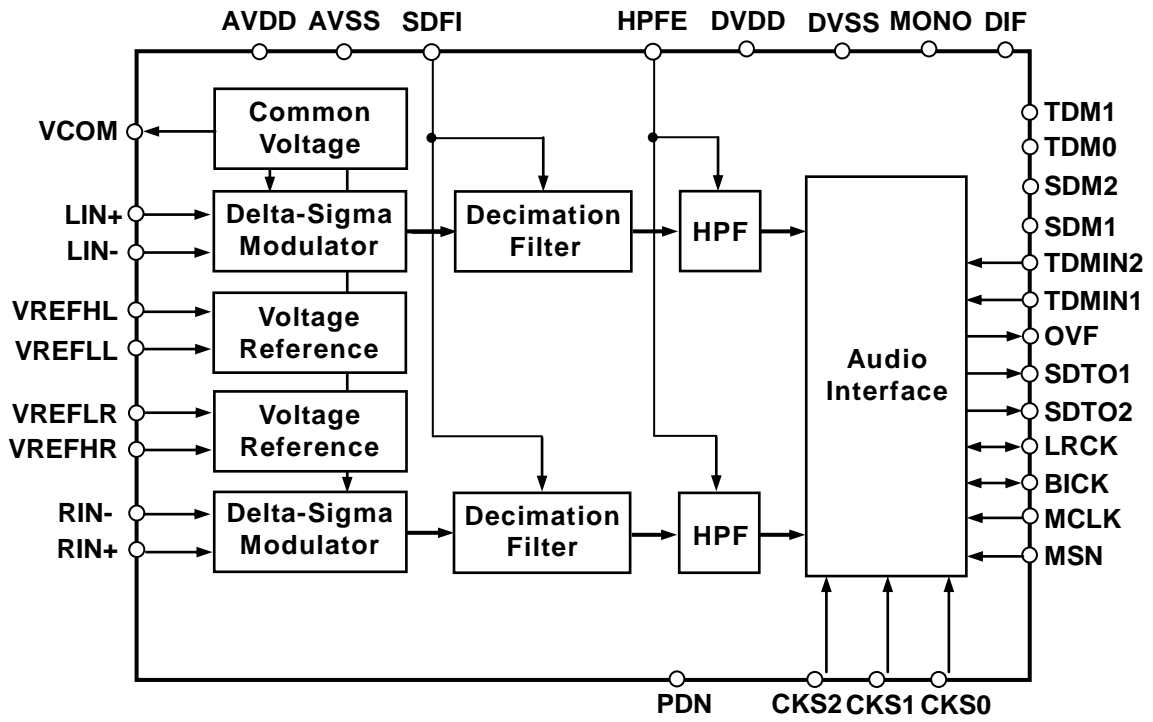 AVDD
AVSS
SDFI
HPFE
DVDD
DVSS
MONO
DIF
VCOM
Common
Voltage
TDM1
TDM0
SDM2
SDM1
LIN+
LIN-
Delta-Sigma
Modulator
Decimation
Filter
HPF
TDMIN2
TDMIN1
VREFHL
VREFLL
Voltage
Reference
Audio
Interface
OVF
SDTO1
SDTO2
VREFLR
VREFHR
Voltage
Reference
LRCK
BICK
RIN-
RIN+
Delta-Sigma
Modulator
Decimation
Filter
HPF
MCLK
MSN
PDN
CKS2
CKS1
CKS0